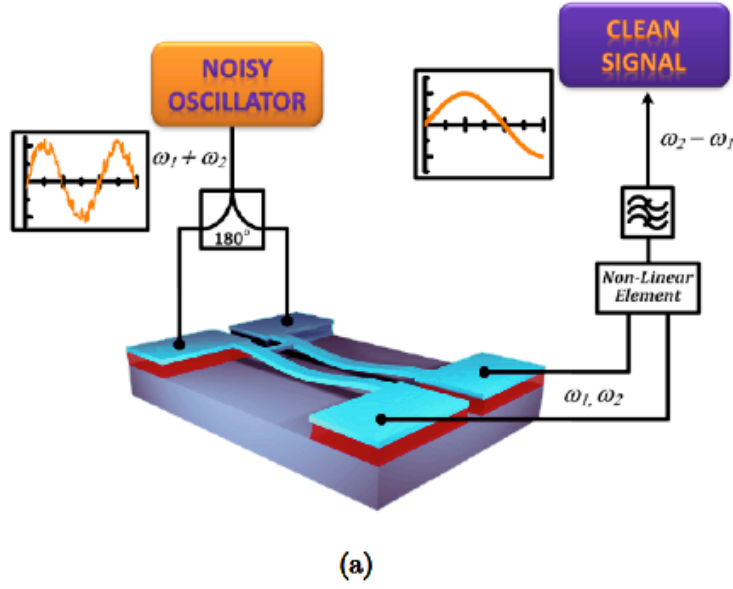 NOISY
OSCILLATOR
CLEAN
SIGNAL
ω₁ + ω₂
180°
ω₂ − ω₁
Non-Linear
Element
ω₁, ω₂
(a)